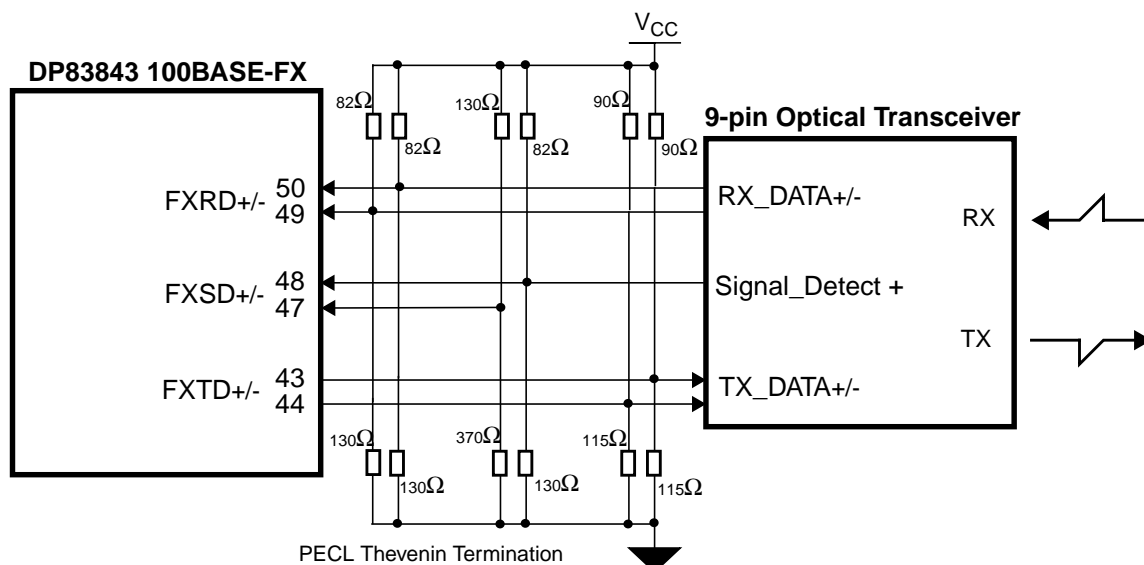 V_CC
DP83843 100BASE-FX
82Ω
130Ω
90Ω
9-pin Optical Transceiver
82Ω
82Ω
90Ω
FXRD+/-
50
49
RX_DATA+/-
RX
FXSD+/-
48
47
Signal_Detect +
TX
FXTD+/-
43
44
TX_DATA+/-
130Ω
370Ω
115Ω
130Ω
130Ω
115Ω
PECL Thevenin Termination